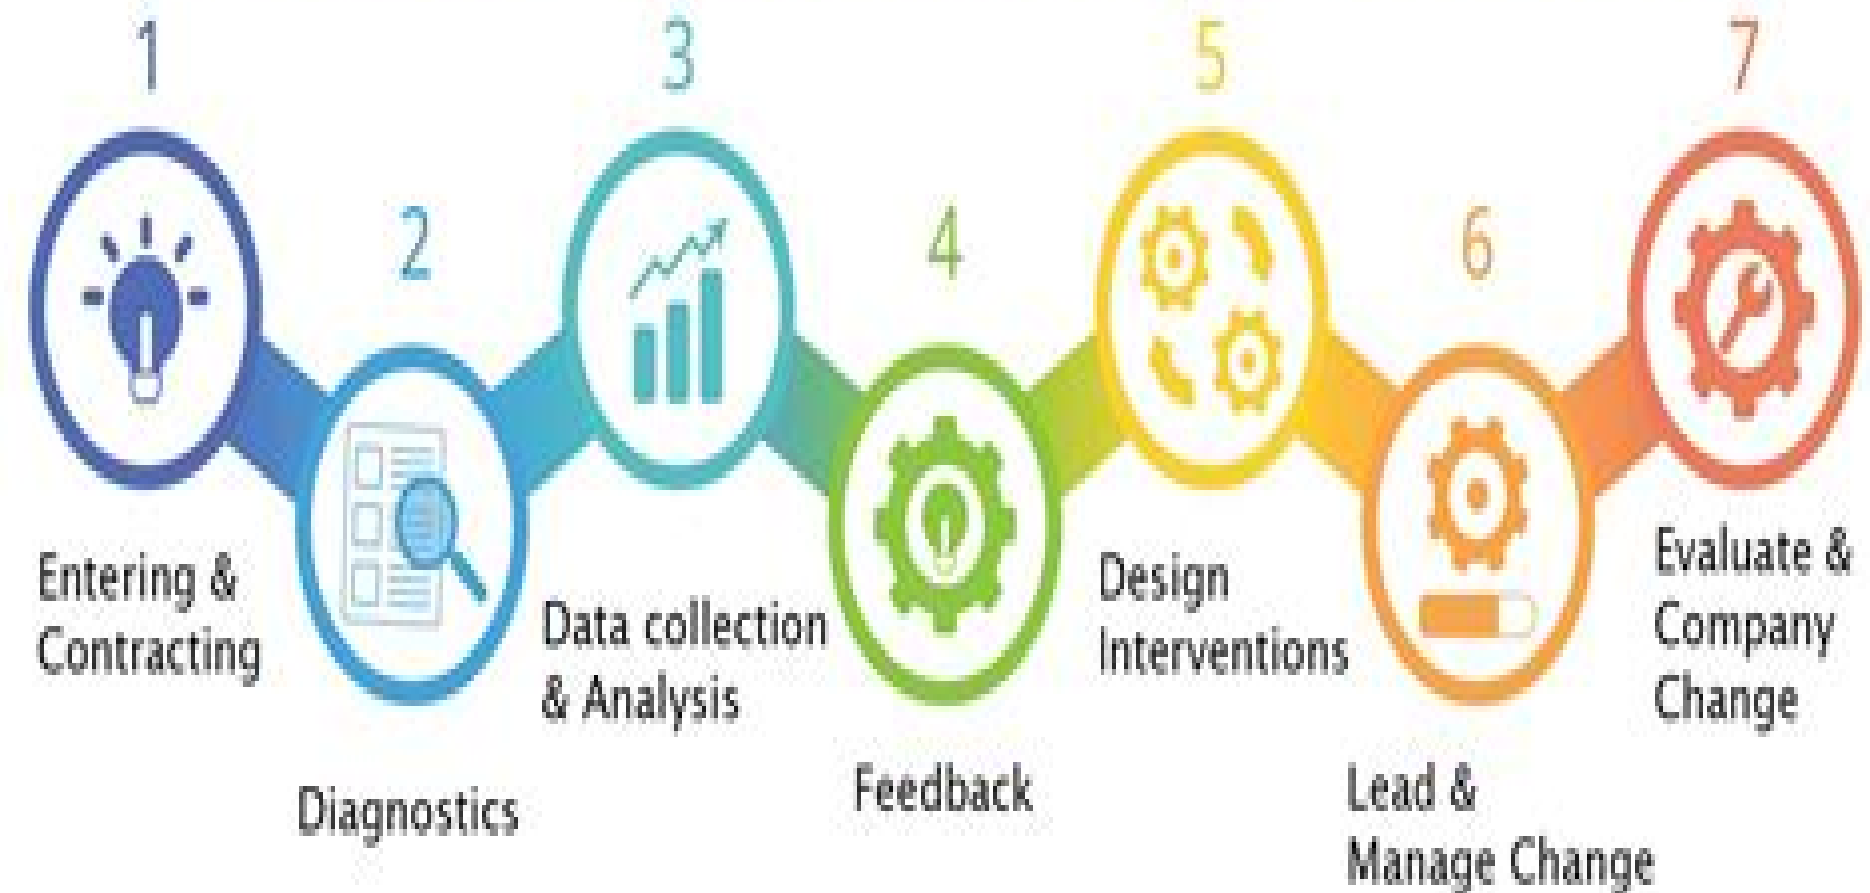 1
Entering &
Contracting
2
Diagnostics
3
Data collection
& Analysis
4
Feedback
5
Design
Interventions
6
Lead &
Manage Change
7
Evaluate &
Company
Change